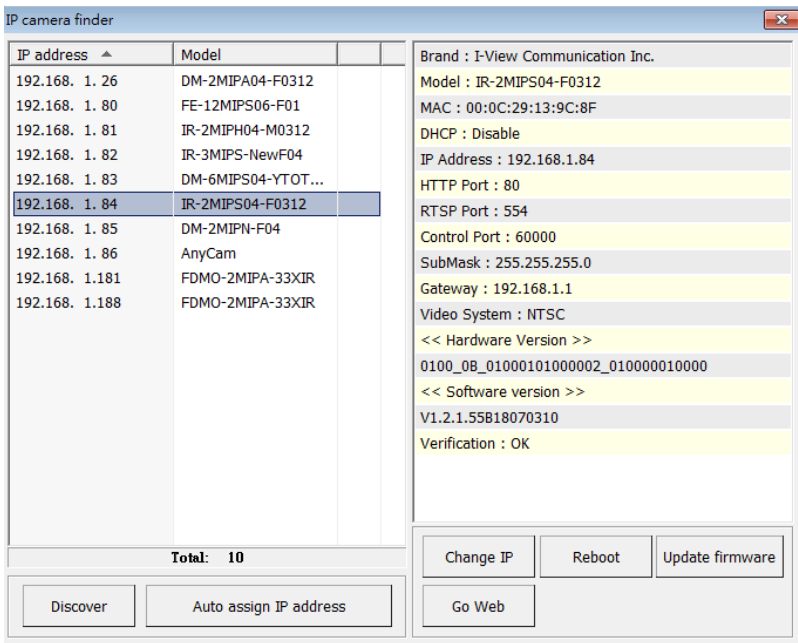 IP camera finder
IP address Model
192.168. 1. 26 DM-2MIPA04-F0312
192.168. 1. 80 FE-12MIPS06-F01
192.168. 1. 81 IR-2MIPH04-M0312
192.168. 1. 82 IR-3MIPS-NewF04
192.168. 1. 83 DM-6MIPS04-YTOT...
192.168. 1. 84 IR-2MIPS04-F0312
192.168. 1. 85 DM-2MIPN-F04
192.168. 1. 86 AnyCam
192.168. 1.181 FDMO-2MIPA-33XIR
192.168. 1.188 FDMO-2MIPA-33XIR
Total: 10
Discover
Auto assign IP address
Brand : I-View Communication Inc.
Model : IR-2MIPS04-F0312
MAC : 00:0C:29:13:9C:8F
DHCP : Disable
IP Address : 192.168.1.84
HTTP Port : 80
RTSP Port : 554
Control Port : 60000
SubMask : 255.255.255.0
Gateway : 192.168.1.1
Video System : NTSC
<< Hardware Version >>
0100_0B_01000101000002_010000010000
<< Software version >>
V1.2.1.55B18070310
Verification : OK
Change IP
Reboot
Update firmware
Go Web